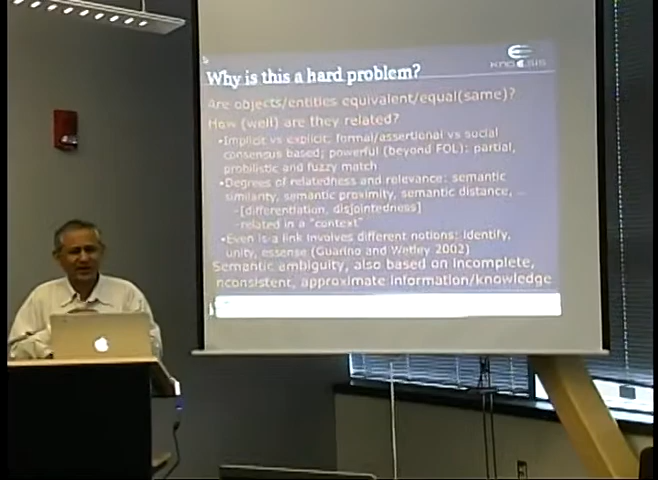 KNOESIS
Why is this a hard problem?
Are objects/entities equivalent/equal(same)?
How (well) are they related?
•Implicit vs explicit: formal/assertional vs social
consensus based; powerful (beyond FOL): partial,
probilistic and fuzzy match
•Degrees of relatedness and relevance: semantic
similarity, semantic proximity, semantic distance, …
-[differentiation, disjointedness]
-related in a "context"
•Even is-a link involves different notions: identify,
unity, essense (Guarino and Wetley 2002)
Semantic ambiguity, also based on incomplete,
inconsistent, approximate information/knowledge